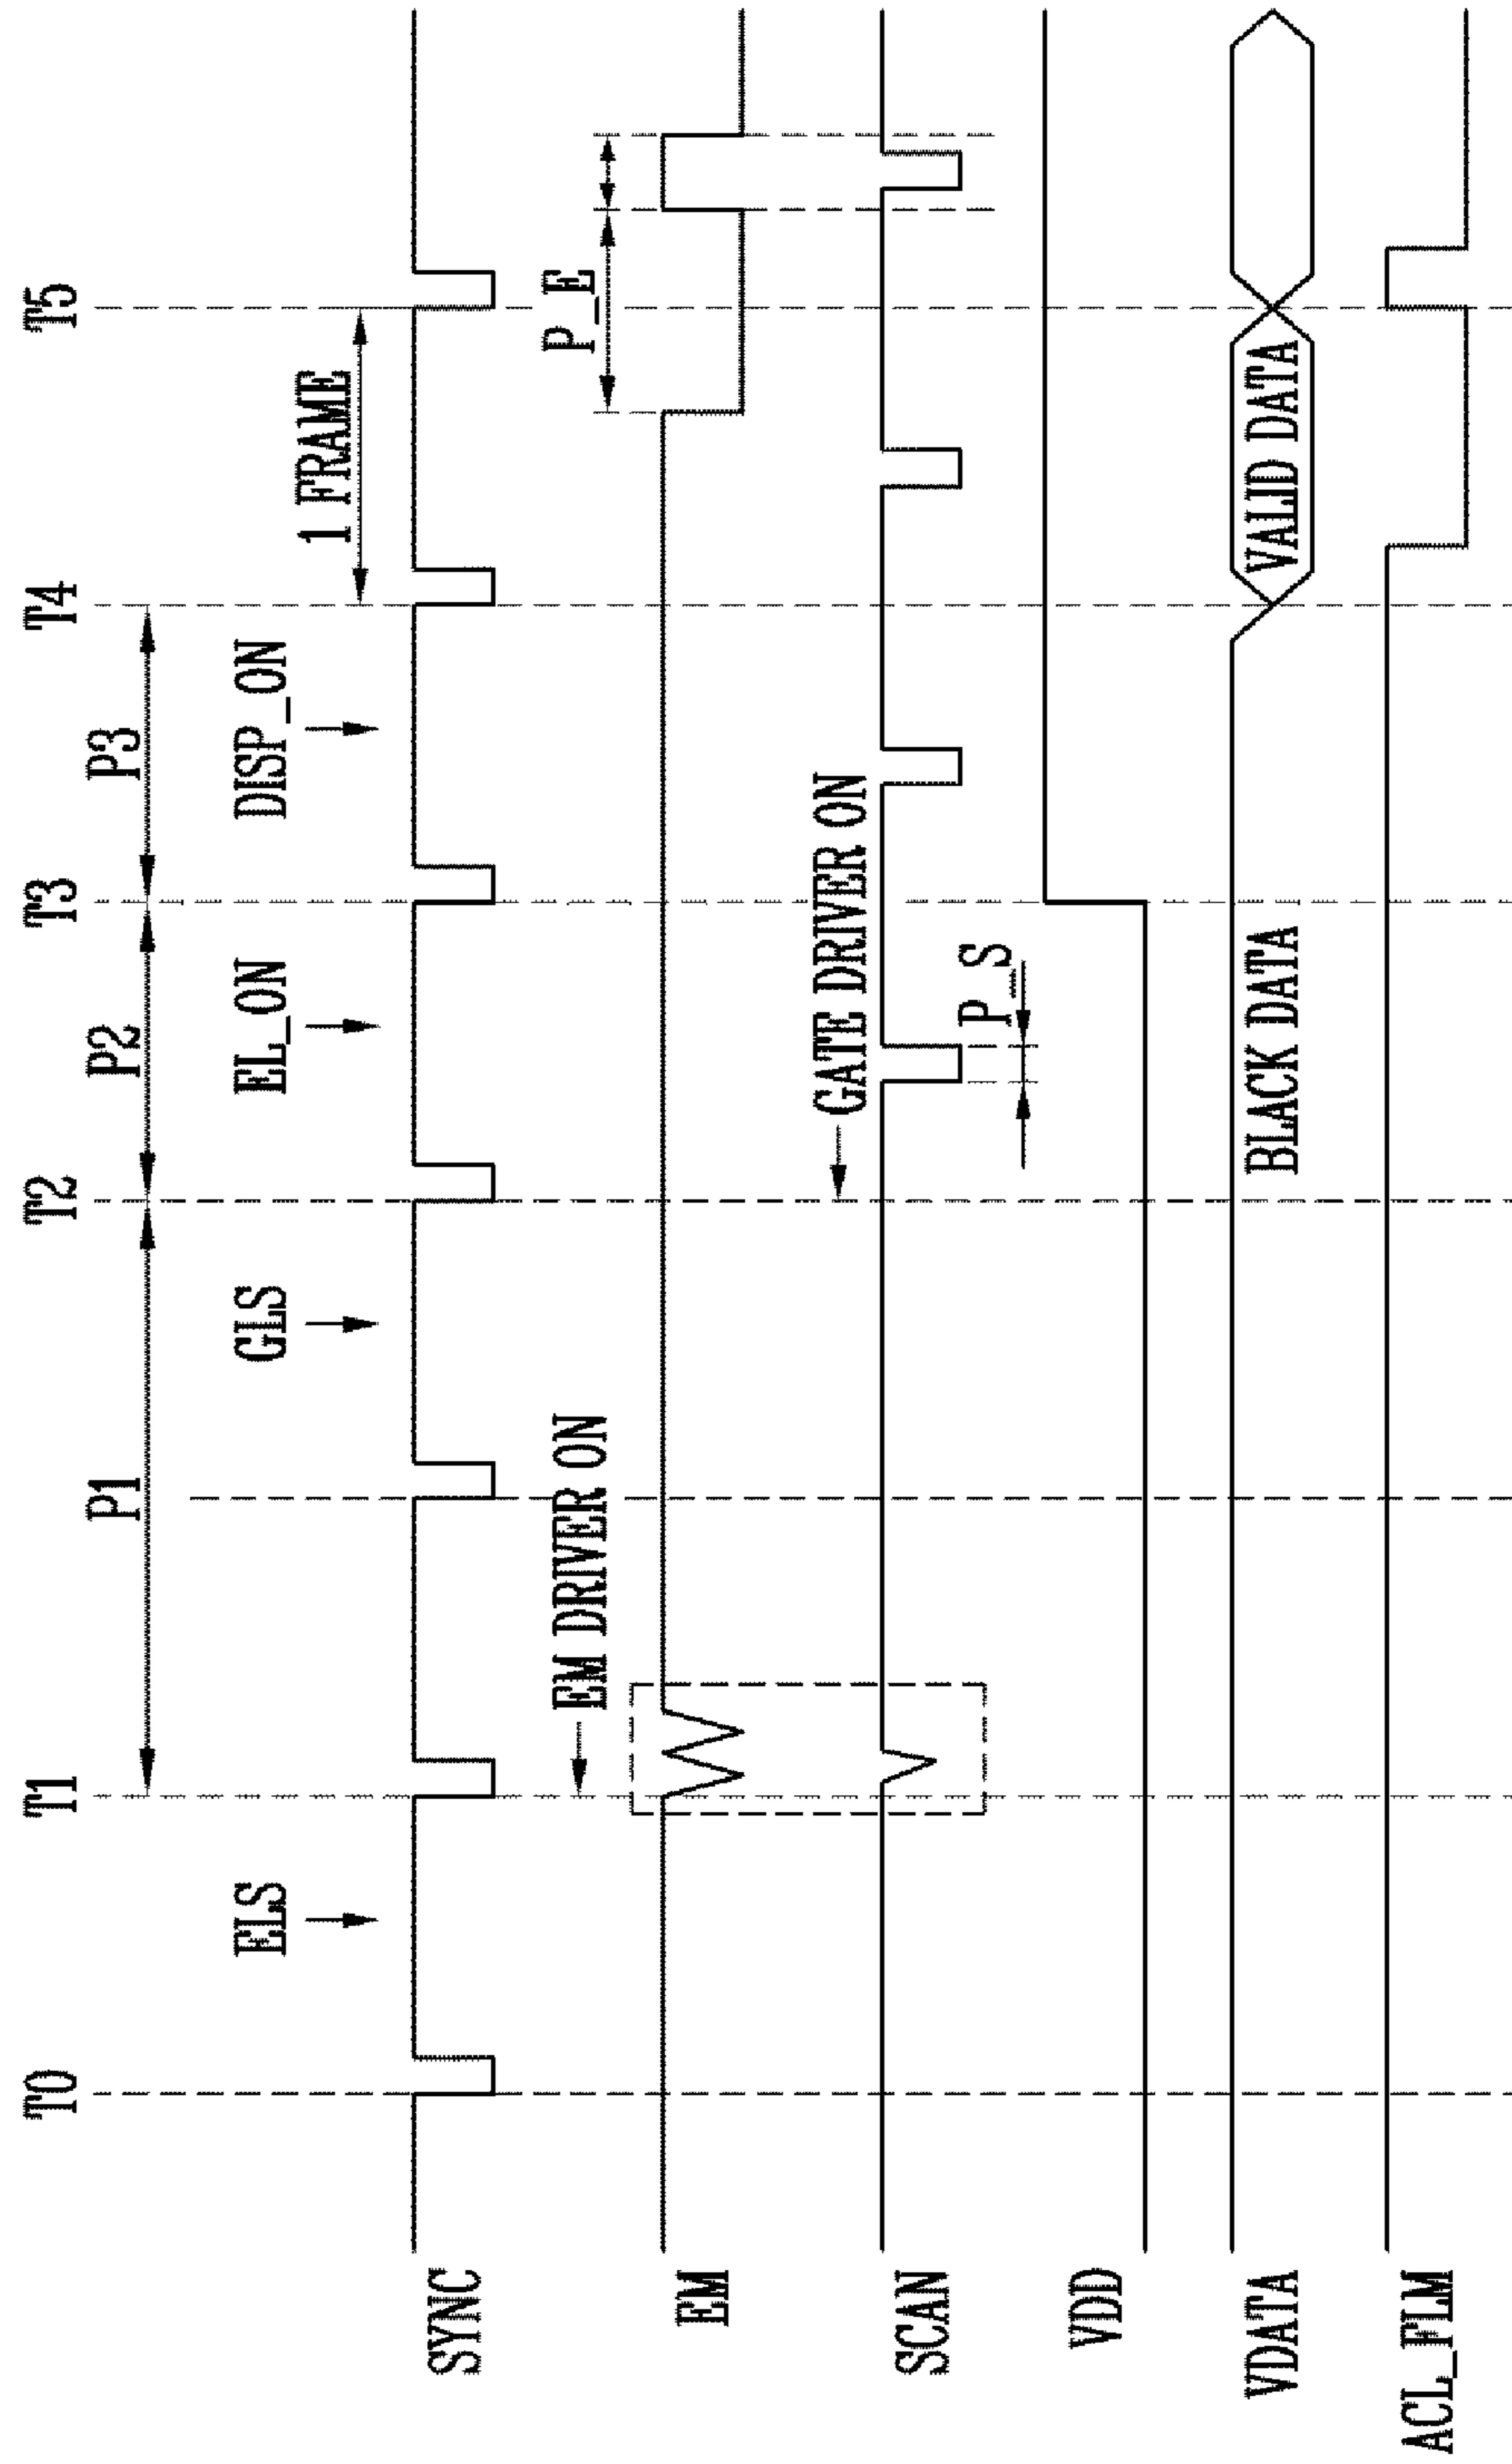 T0 T1 T2 T3 T4 T5
P1 P2 P3
ELS GLS EL_ON DISP_ON
1 FRAME
SYNC
EM DRIVER ON
P_E
EM
GATE DRIVER ON
SCAN
P_S
VDD
VDATA BLACK DATA VALID DATA
ACL_FLM